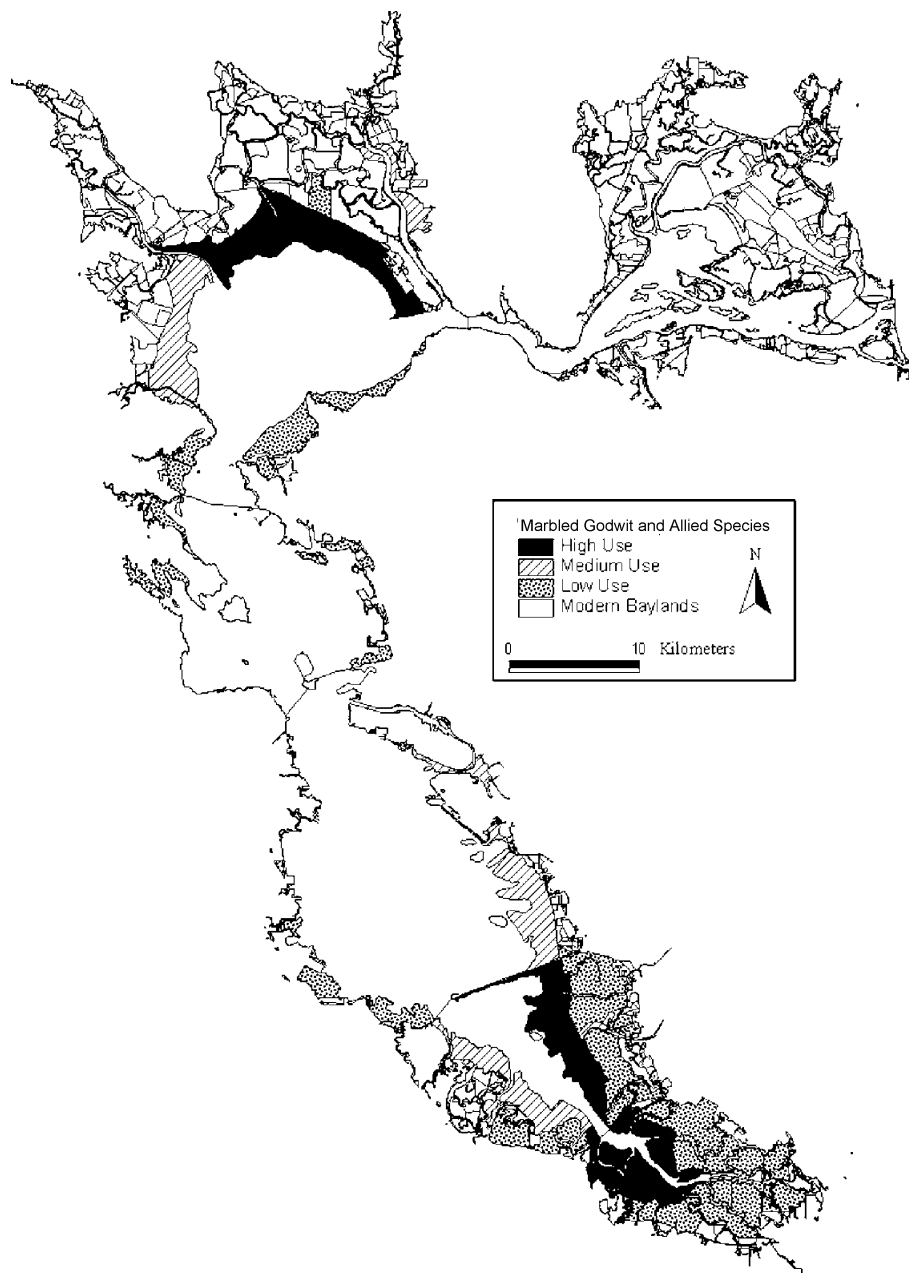 'Marbled Godwit and Allied Species
High Use
Medium Use
Low Use
Modern Baylands
N
0 10 Kilometers